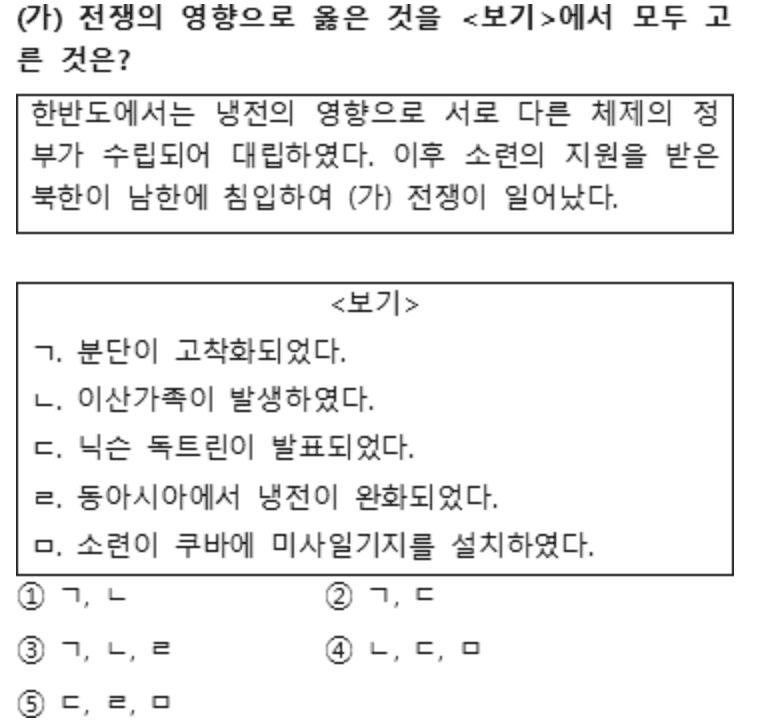 (가) 전쟁의 영향으로 옳은 것을 <보기>에서 모두 고
른 것은?
한반도에서는 냉전의 영향으로 서로 다른 체제의 정
부가 수립되어 대립하였다. 이후 소련의 지원을 받은
북한이 남한에 침입하여 (가) 전쟁이 일어났다.
<보기>
ㄱ. 분단이 고착화되었다.
ㄴ. 이산가족이 발생하였다.
ㄷ. 닉슨 독트린이 발표되었다.
ㄹ. 동아시아에서 냉전이 완화되었다.
ㅁ. 소련이 쿠바에 미사일기지를 설치하였다.
① ㄱ, ㄴ ② ㄱ, ㄷ
③ ㄱ, ㄴ, ㄹ ④ ㄴ, ㄷ, ㅁ
⑤ ㄷ, ㄹ, ㅁ